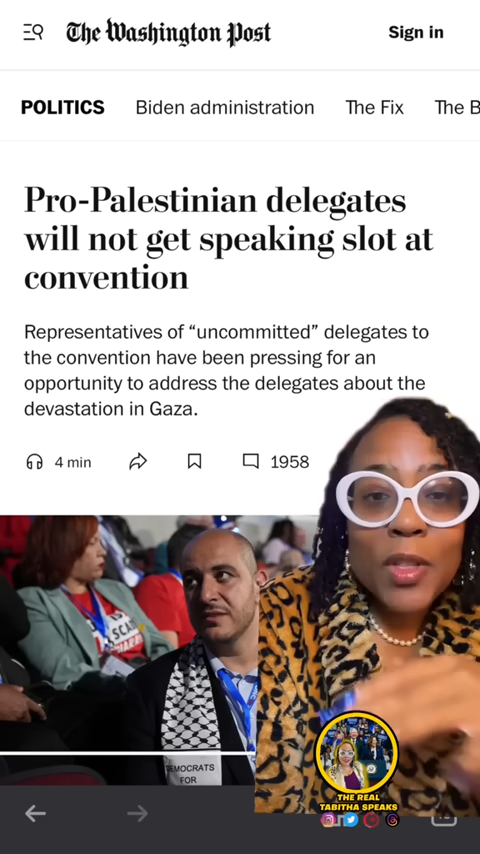 The Washington Post
Sign in
POLITICS
Biden administration
The Fix
The B
Pro-Palestinian delegates
will not get speaking slot at
convention
Representatives of “uncommitted” delegates to
the convention have been pressing for an
opportunity to address the delegates about the
devastation in Gaza.
4 min
1958
DEMOCRATS
FOR
THE REAL
TABITHA SPEAKS